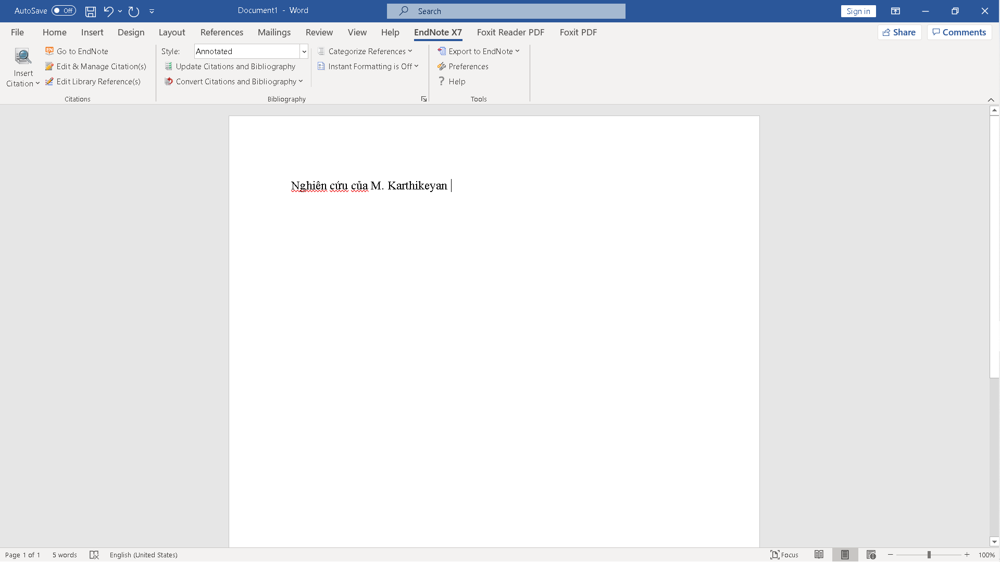 AutoSave Off Document1 - Word Search Sign in
File Home Insert Design Layout References Mailings Review View Help EndNote X7 Foxit Reader PDF Foxit PDF Share Comments
Insert Citation
Go to EndNote
Edit & Manage Citation(s)
Edit Library Reference(s)
Citations
Style: Annotated
Update Citations and Bibliography
Convert Citations and Bibliography
Categorize References
Instant Formatting is Off
Bibliography
Export to EndNote
Preferences
? Help
Tools
Nghiên cứu của M. Karthikeyan
Page 1 of 1 5 words English (United States) Focus 100%